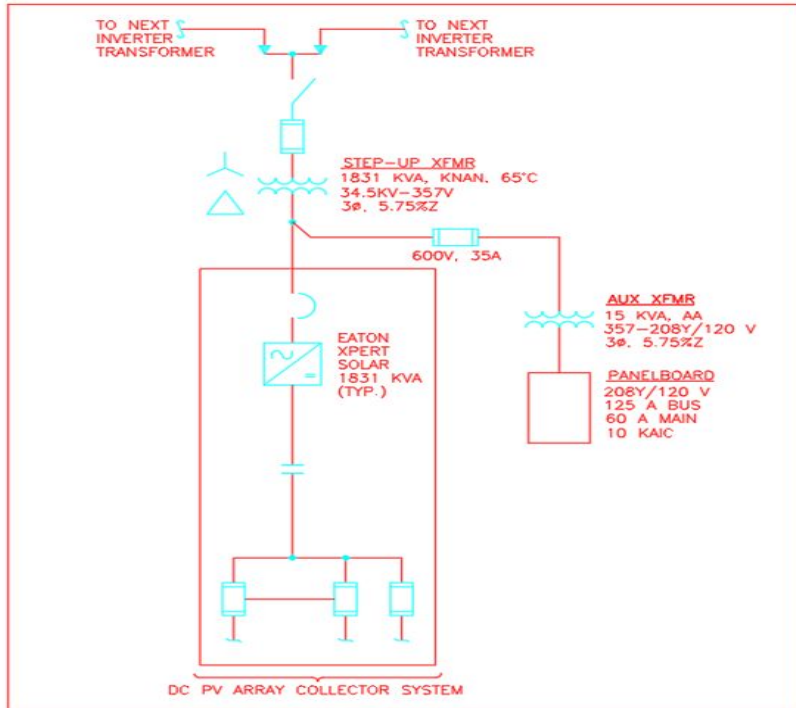 TO NEXT
INVERTER
TRANSFORMER
TO NEXT
INVERTER
TRANSFORMER
STEP-UP XFMR
1831 KVA, KNAN, 65°C
34.5KV-357V
3ø, 5.75%Z
600V, 35A
AUX XFMR
15 KVA, AA
357-208Y/120 V
3ø, 5.75%Z
PANELBOARD
208Y/120 V
125 A BUS
60 A MAIN
10 KAIC
EATON
XPERT
SOLAR
1831 KVA
(TYP.)
DC PV ARRAY COLLECTOR SYSTEM